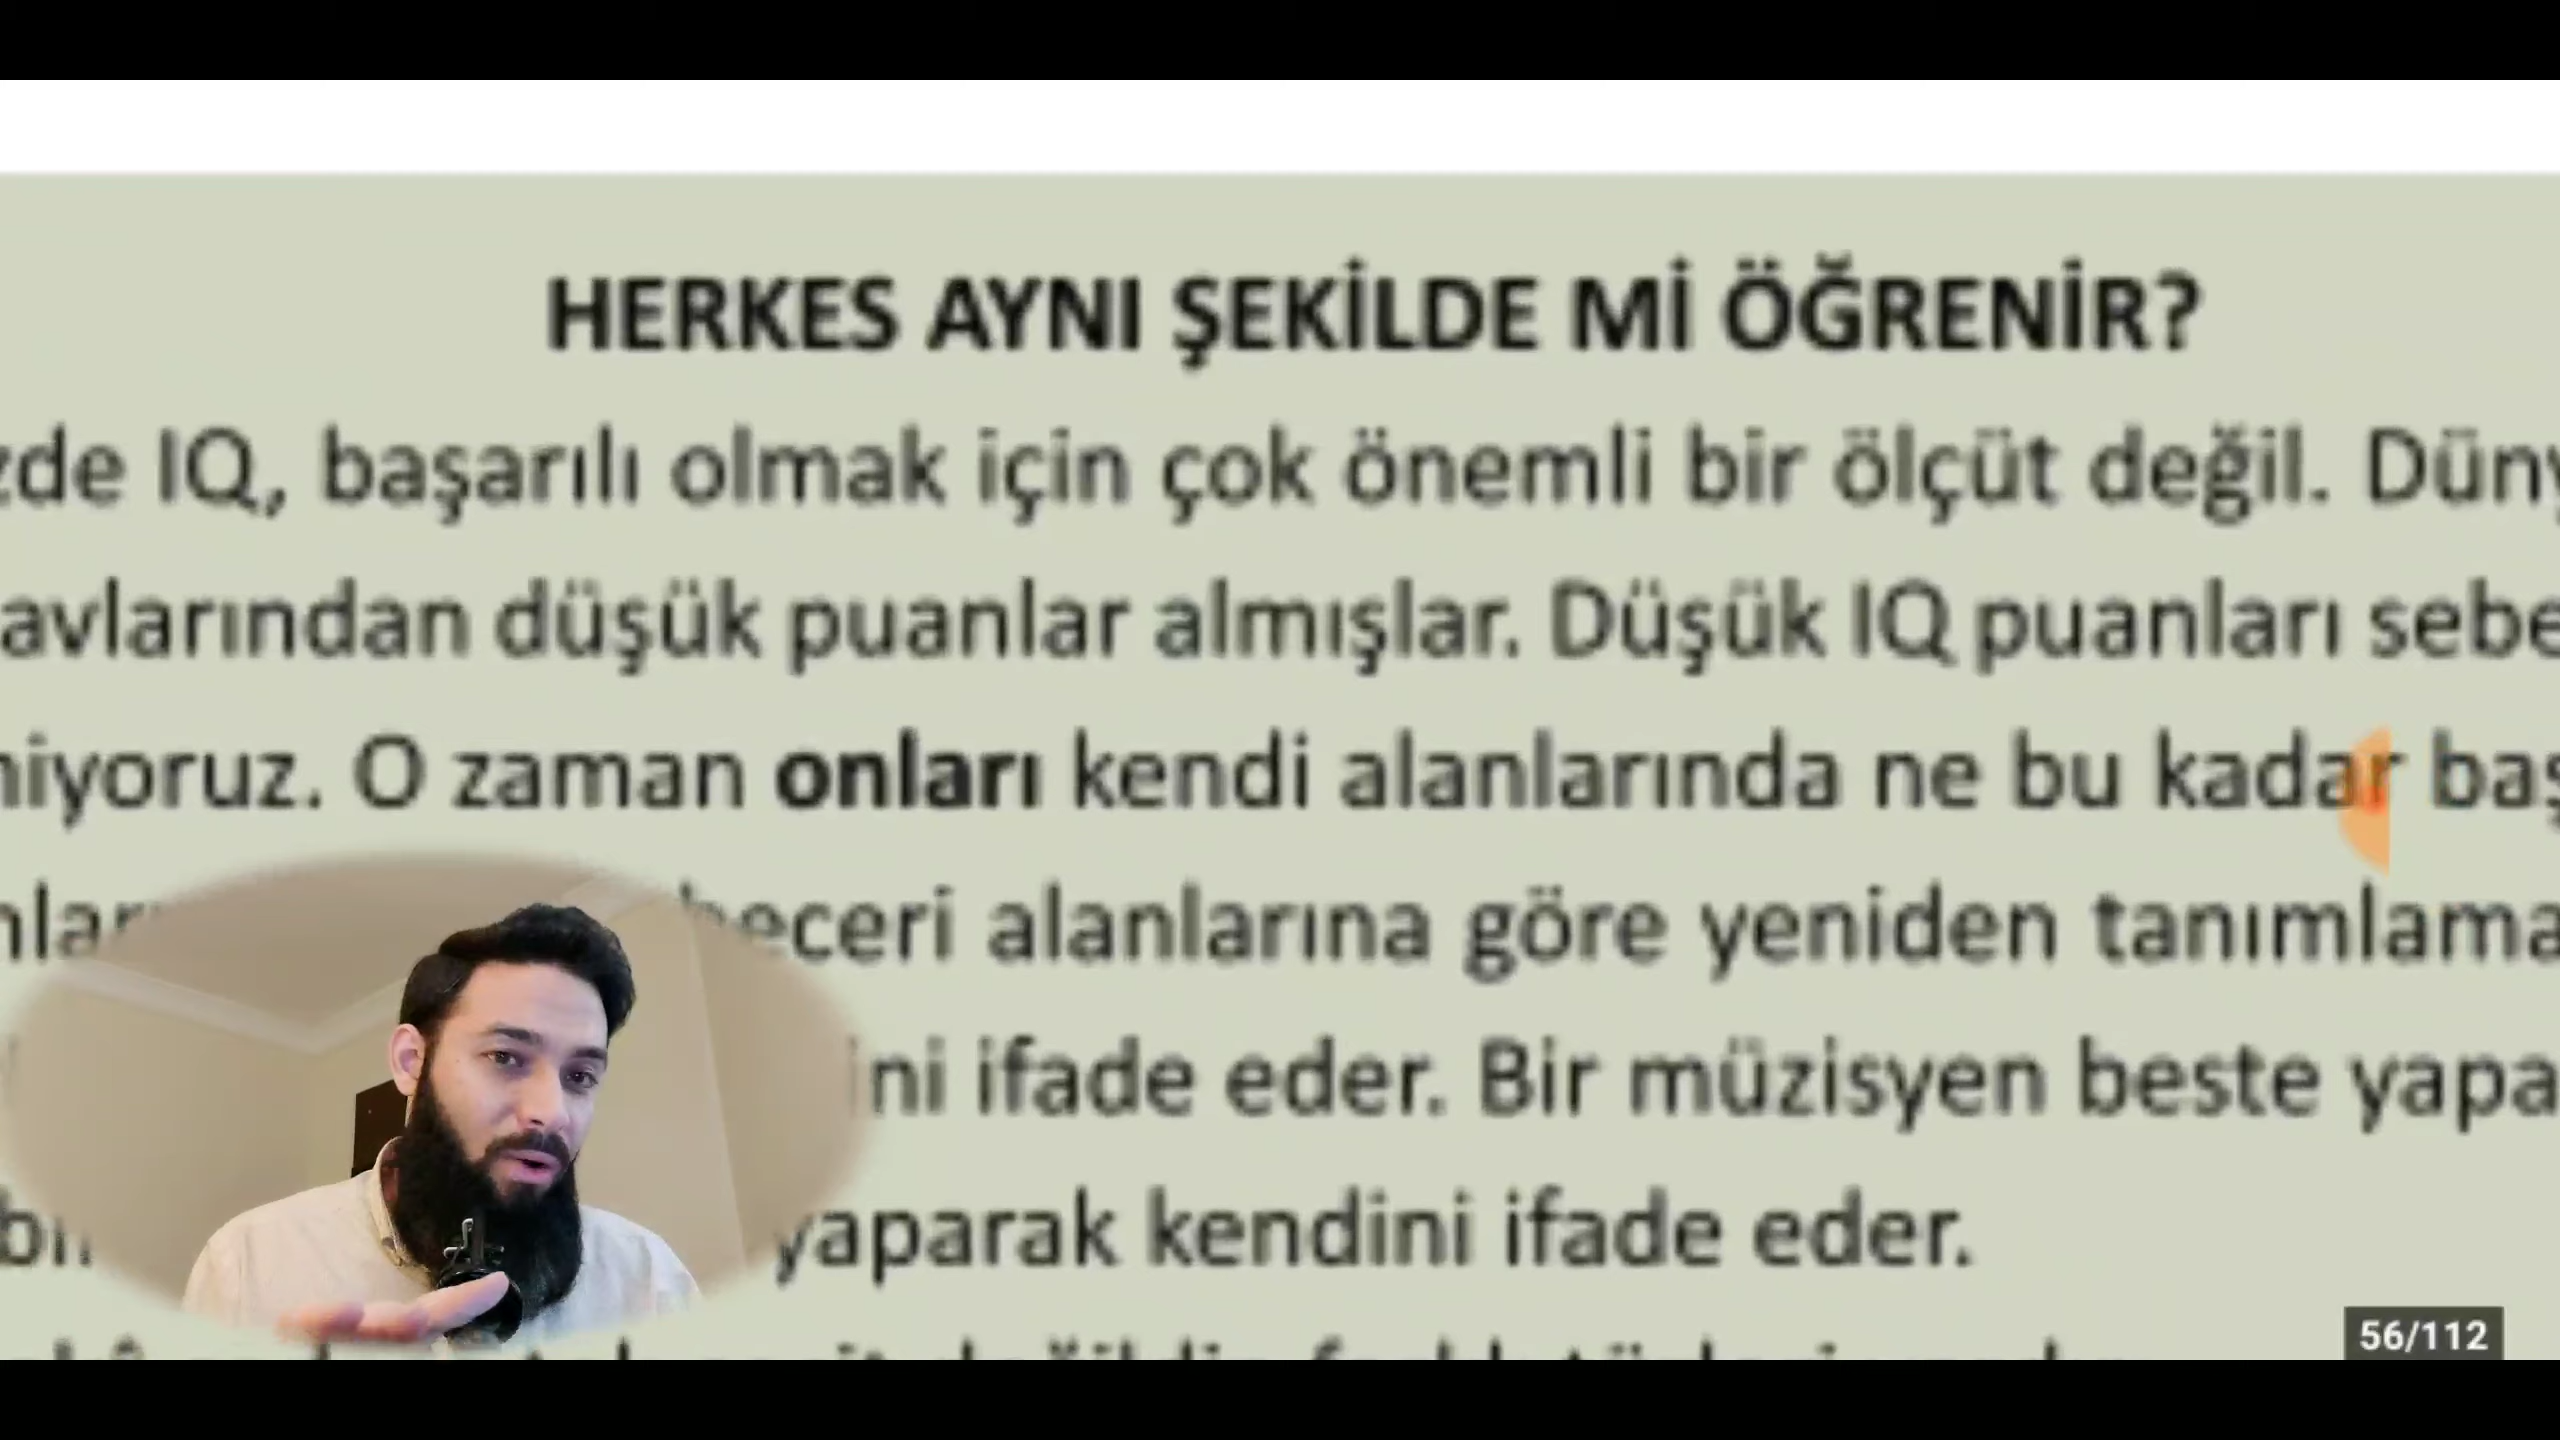 HERKES AYNI ŞEKİLDE Mİ ÖĞRENİR?
zde IQ, başarılı olmak için çok önemli bir ölçüt değil. Düny
avlarından düşük puanlar almışlar. Düşük IQ puanları sebe
niyoruz. O zaman onları kendi alanlarında ne bu kadar baş
nlar beceri alanlarına göre yeniden tanımlama
ini ifade eder. Bir müzisyen beste yapa
yaparak kendini ifade eder.
56/112